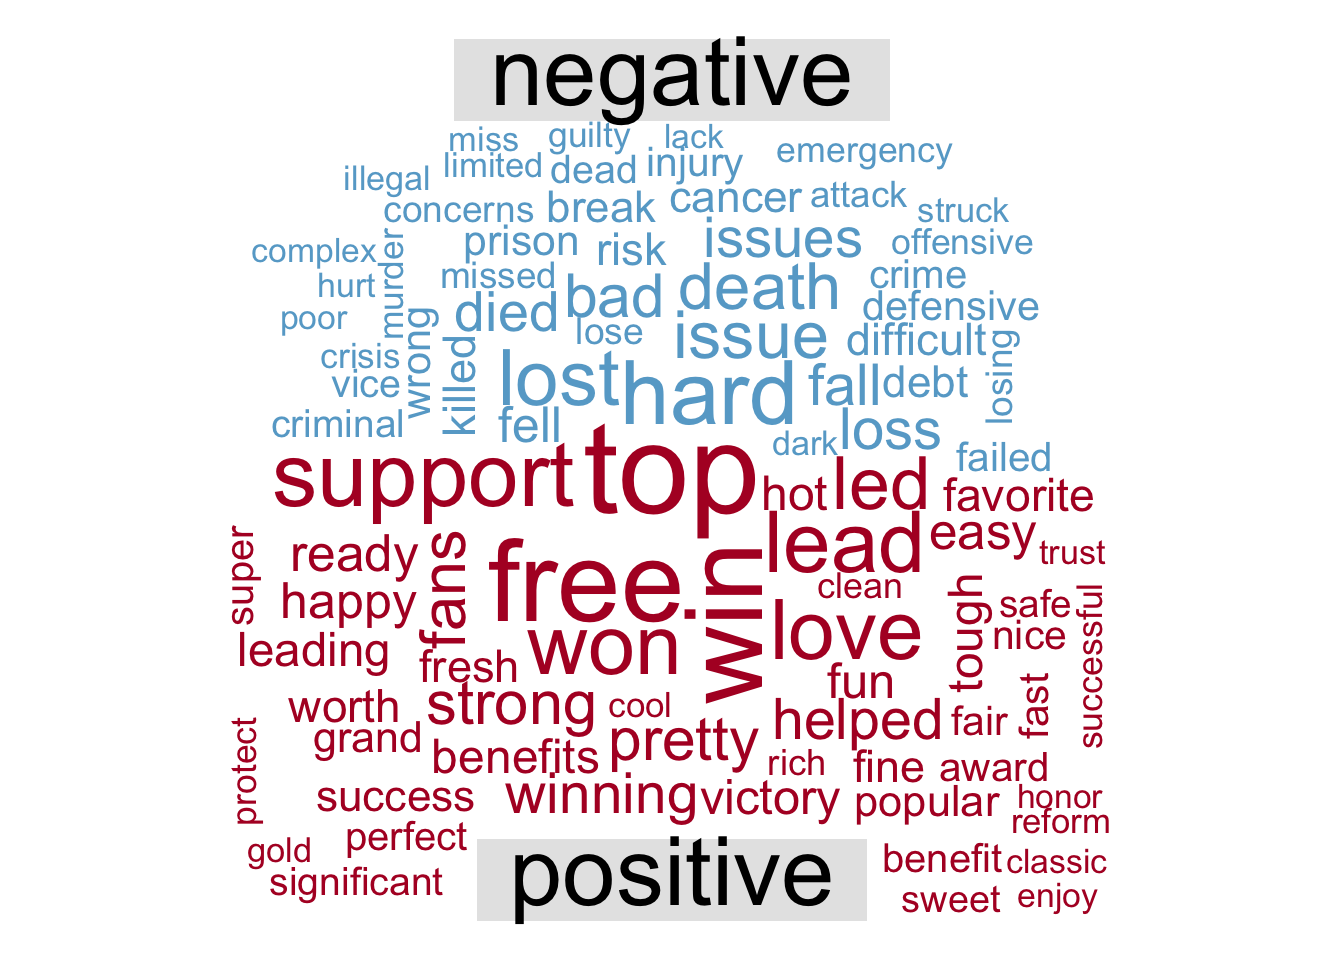 negative
miss guilty lack emergency
illegal limited dead injury
concerns break cancer attack struck
complex murder prison risk issues offensive
hurt missed bad death crime
poor died lose issue defensive
crisis wrong killed difficult losing
vice lost hard fall debt
criminal fell dark loss failed
support top hot led favorite
super ready fans free win lead easy trust
happy clean tough safe successful
leading fresh won love nice
worth strong cool fun fast
protect grand benefits pretty helped fair
rich fine award
success winning victory popular honor
reform
gold perfect benefit classic
significant sweet enjoy
positive